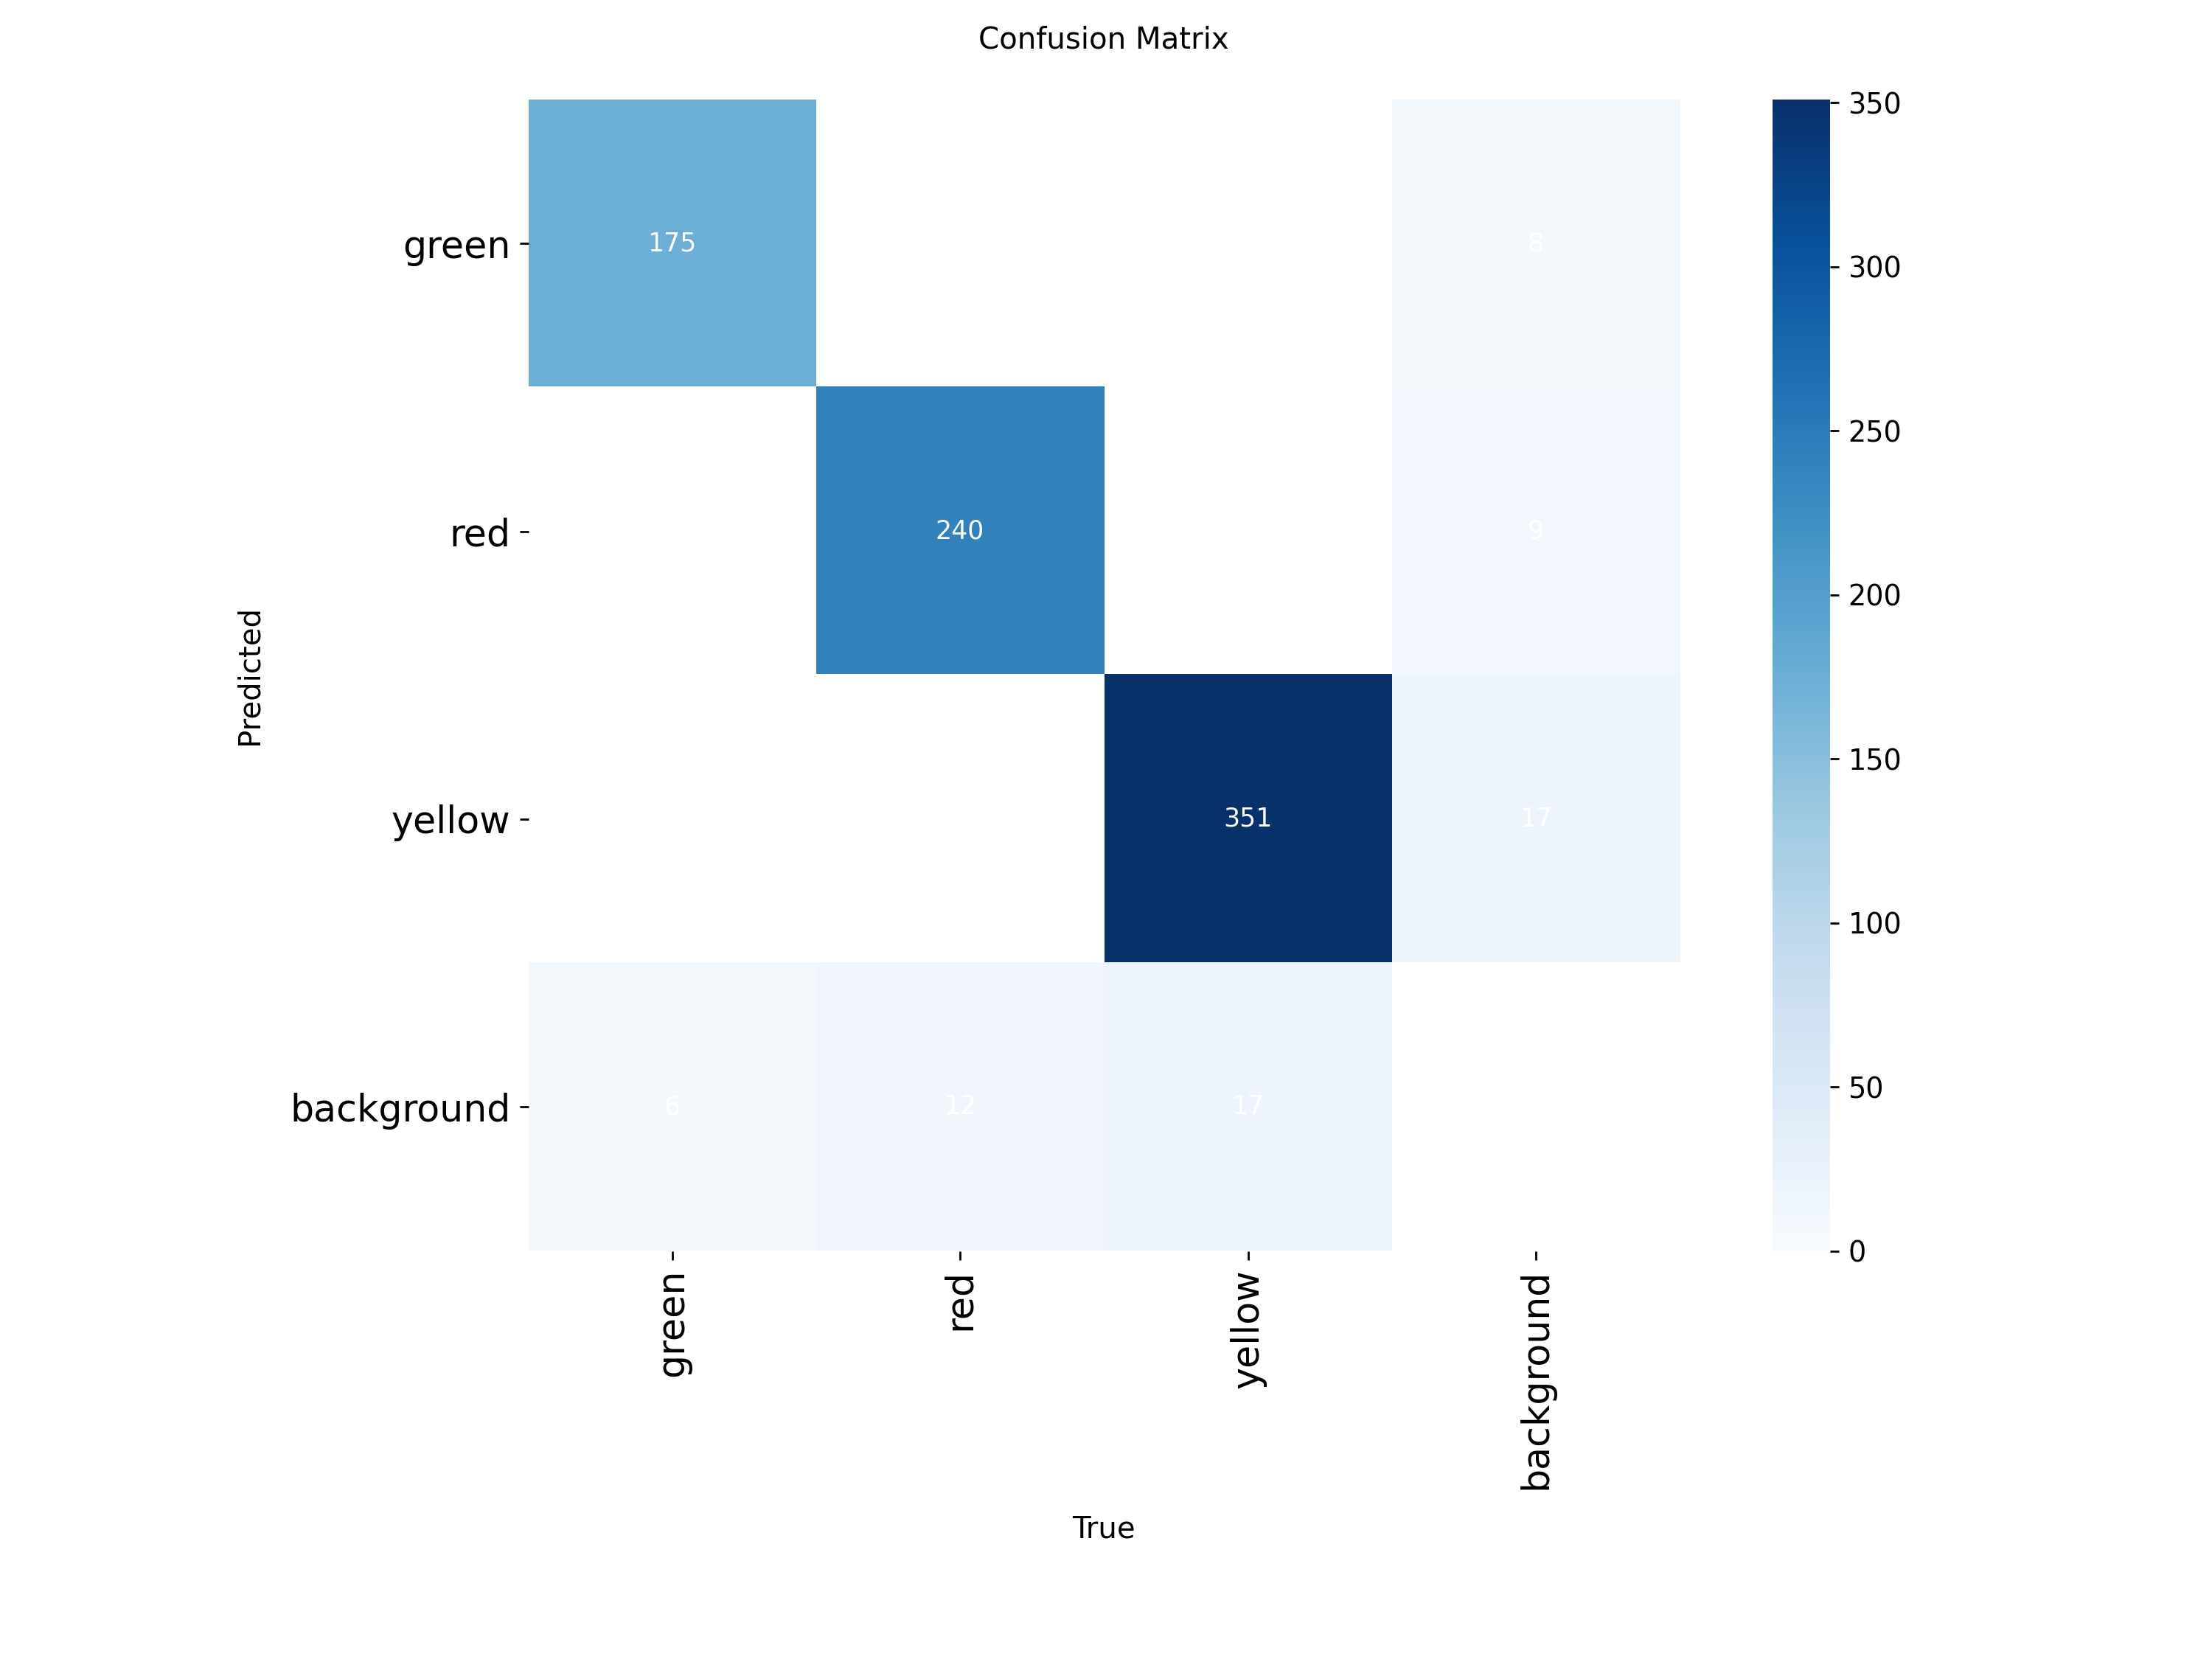 Confusion Matrix
green
175
8
red
240
9
yellow
351
17
background
6
12
17
green
red
yellow
background
Predicted
True
350
300
250
200
150
100
50
0